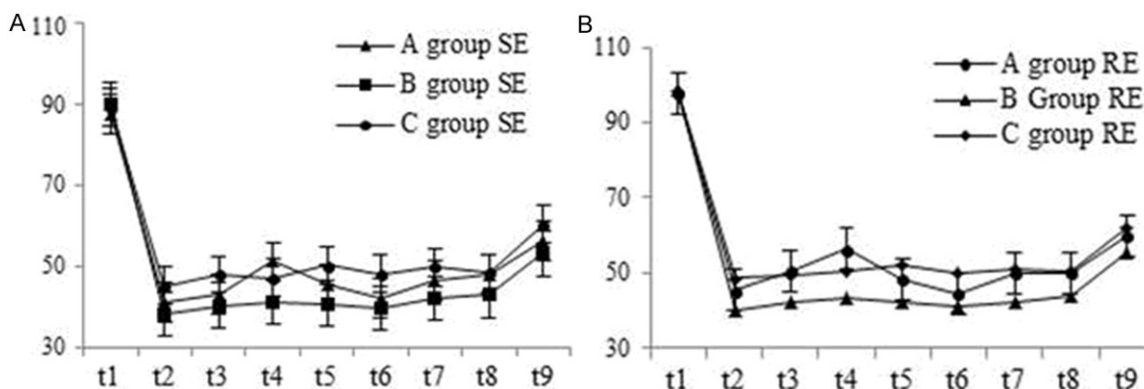 A
110
90
70
50
30
A group SE
B group SE
C group SE
t1 t2 t3 t4 t5 t6 t7 t8 t9
B
110
90
70
50
30
A group RE
B Group RE
C group RE
t1 t2 t3 t4 t5 t6 t7 t8 t9